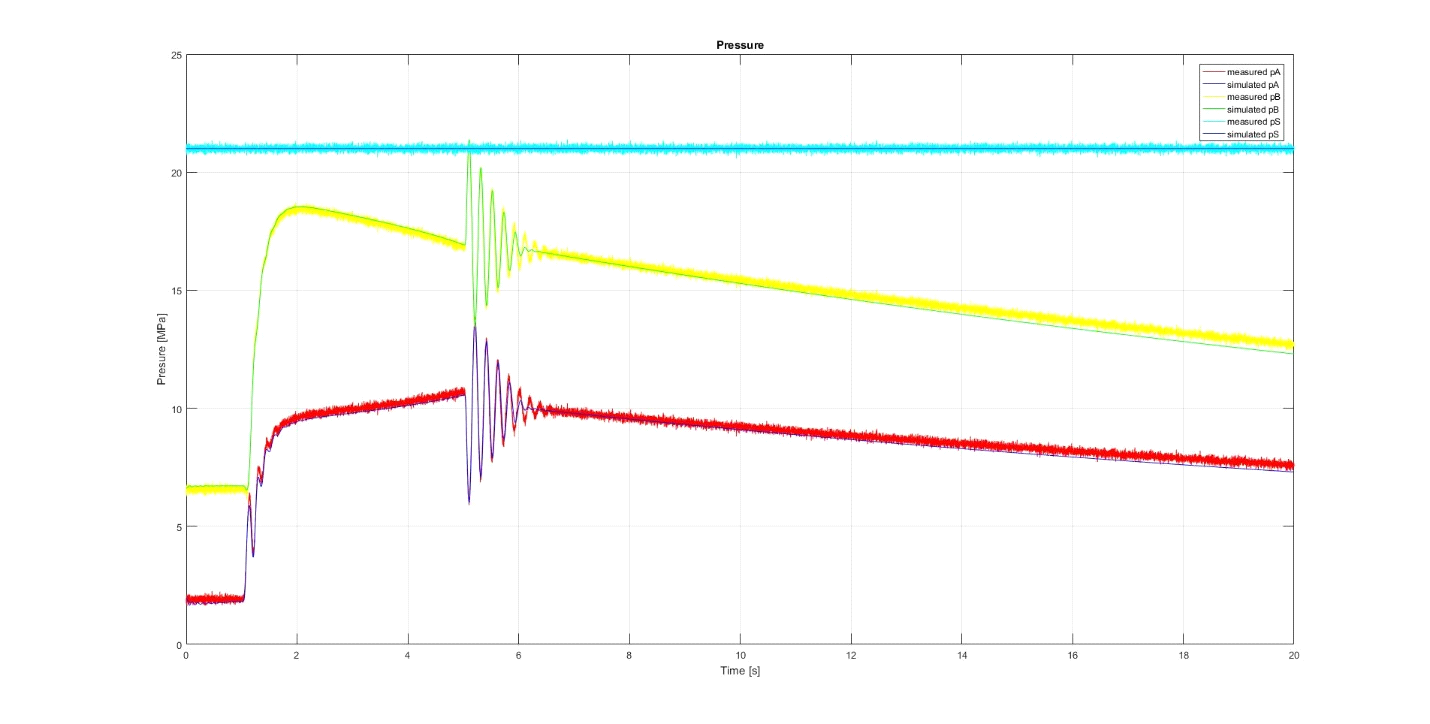 Pressure
25
20
15
10
5
0
Presure [MPa]
0 2 4 6 8 10 12 14 16 18 20
Time [s]
measured pA
simulated pA
measured pB
simulated pB
measured pS
simulated pS